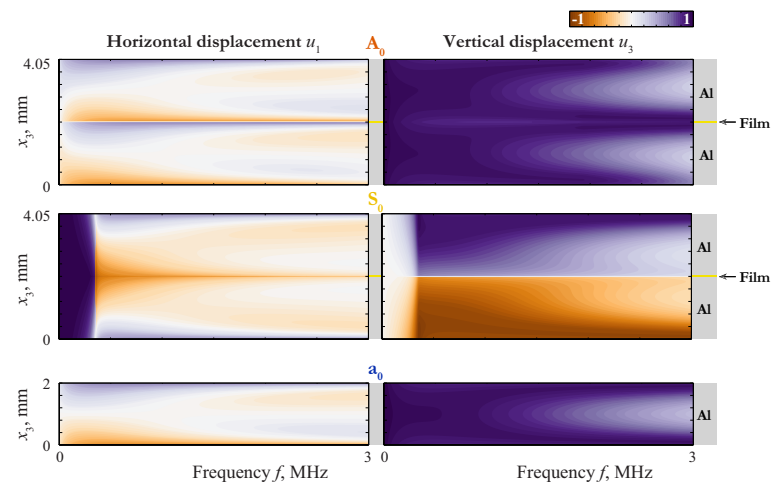 -1 1
Horizontal displacement u₁ A₀ Vertical displacement u₃
4.05
x₃, mm
Al
Film
Al
0
S₀
4.05
x₃, mm
Al
Film
Al
0
a₀
2
x₃, mm
Al
0
0 3 3
Frequency f, MHz Frequency f, MHz